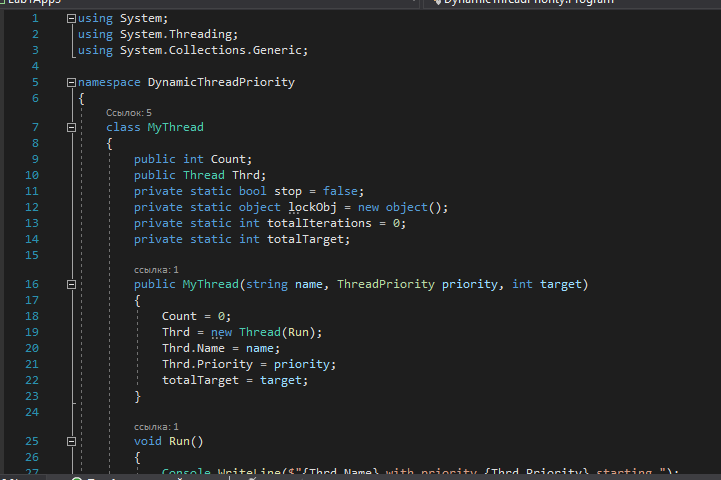 DynamicThreadPriority.Program
1 using System;
2 using System.Threading;
3 using System.Collections.Generic;
4
5 namespace DynamicThreadPriority
6 {
Ссылок: 5
7 class MyThread
8 {
9 public int Count;
10 public Thread Thrd;
11 private static bool stop = false;
12 private static object lockObj = new object();
13 private static int totalIterations = 0;
14 private static int totalTarget;
15
ссылка: 1
16 public MyThread(string name, ThreadPriority priority, int target)
17 {
18 Count = 0;
19 Thrd = new Thread(Run);
20 Thrd.Name = name;
21 Thrd.Priority = priority;
22 totalTarget = target;
23 }
24
ссылка: 1
25 void Run()
26 {
27 Console.WriteLine($"{Thrd.Name} with priority {Thrd.Priority} starting.");